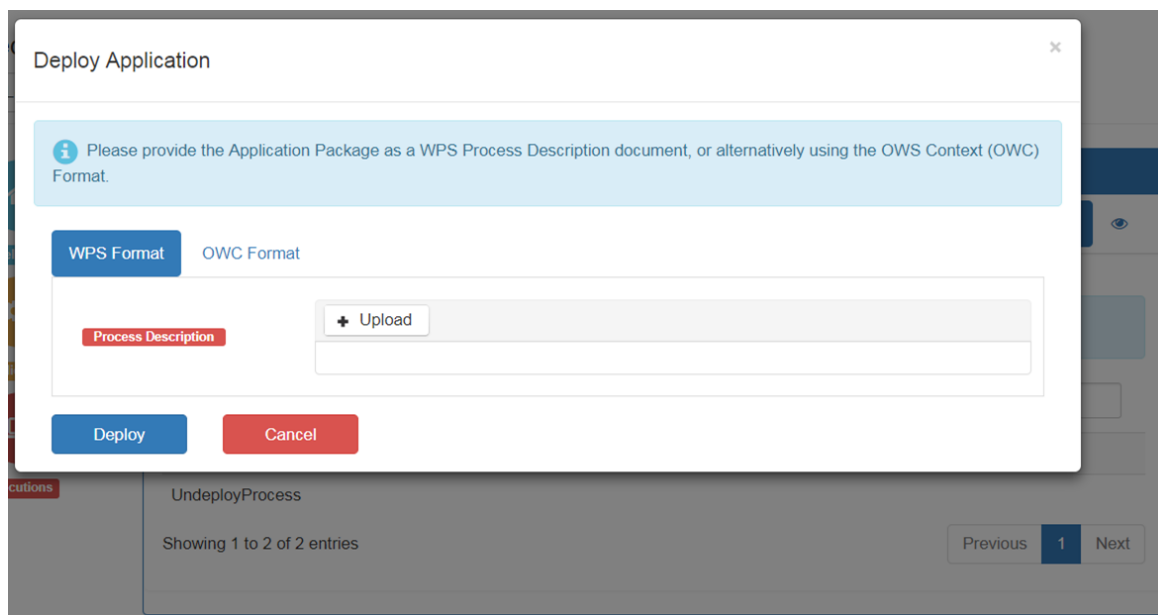 Deploy Application
×
Please provide the Application Package as a WPS Process Description document, or alternatively using the OWS Context (OWC)
Format.
WPS Format OWC Format
Process Description
Upload
Deploy Cancel
cutions
UndeployProcess
Showing 1 to 2 of 2 entries
Previous 1 Next